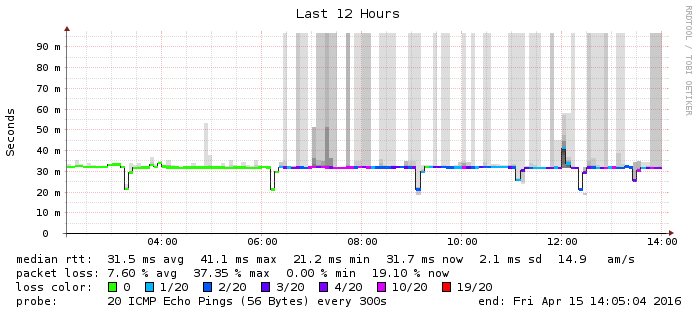 Last 12 Hours
RRDTOOL / TOBI OETIKER
Seconds
90 m
80 m
70 m
60 m
50 m
40 m
30 m
20 m
10 m
0
04:00 06:00 08:00 10:00 12:00 14:00
median rtt: 31.5 ms avg 41.1 ms max 21.2 ms min 31.7 ms now 2.1 ms sd 14.9 am/s
packet loss: 7.60 % avg 37.35 % max 0.00 % min 19.10 % now
loss color: 0 1/20 2/20 3/20 4/20 10/20 19/20
probe: 20 ICMP Echo Pings (56 Bytes) every 300s end: Fri Apr 15 14:05:04 2016